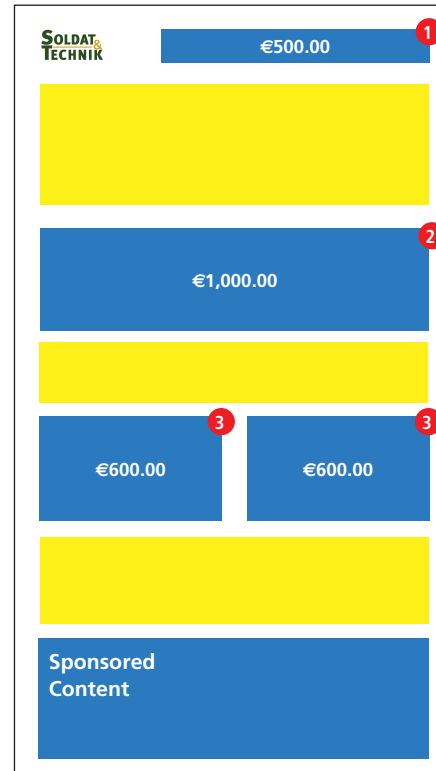 SOLDAT &
TECHNIK
€500.00
1
€1,000.00
2
€600.00
3
€600.00
3
Sponsored
Content